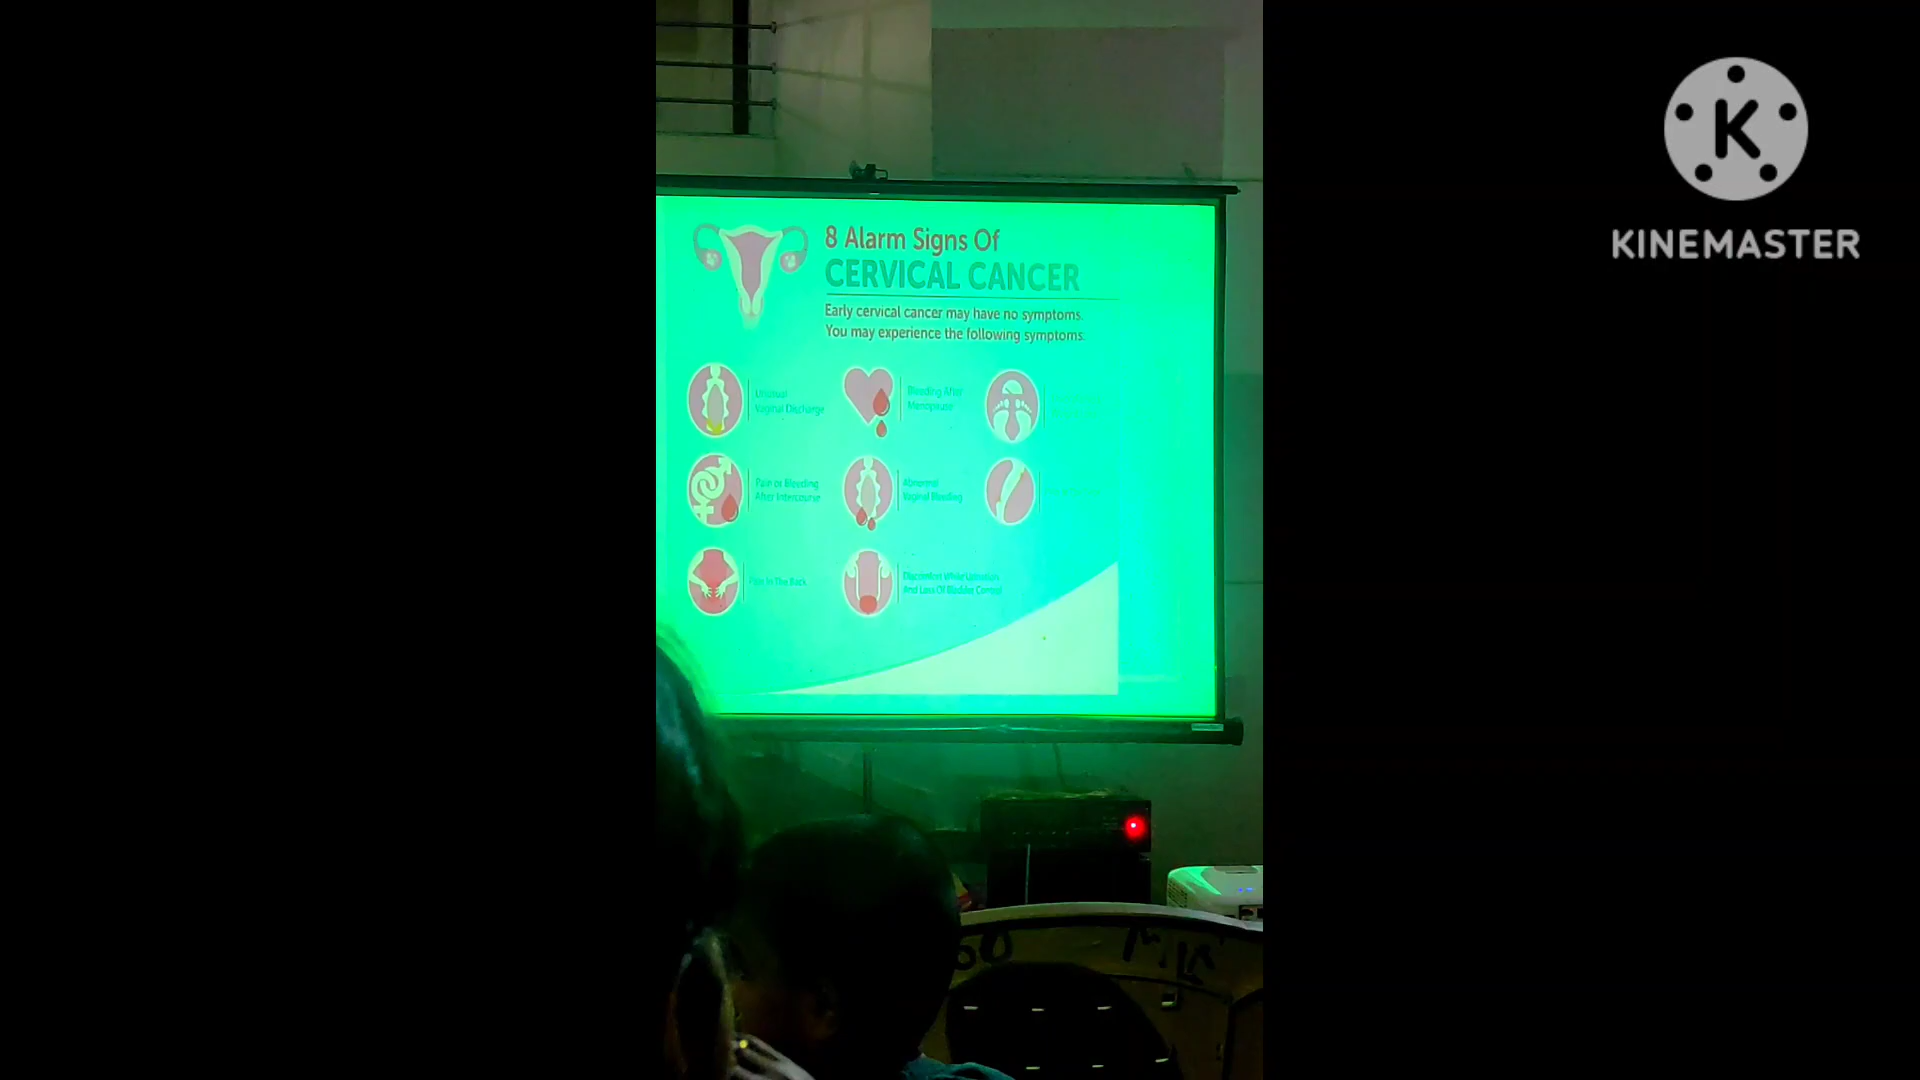 8 Alarm Signs Of
CERVICAL CANCER
Early cervical cancer may have no symptoms.
You may experience the following symptoms:
Unusual
Vaginal Discharge
Bleeding After
Menopause
Pain or Bleeding
After Intercourse
Abnormal
Vaginal Bleeding
Pain In The Back
Discomfort While Urination
And Loss Of Bladder Control
K
KINEMASTER